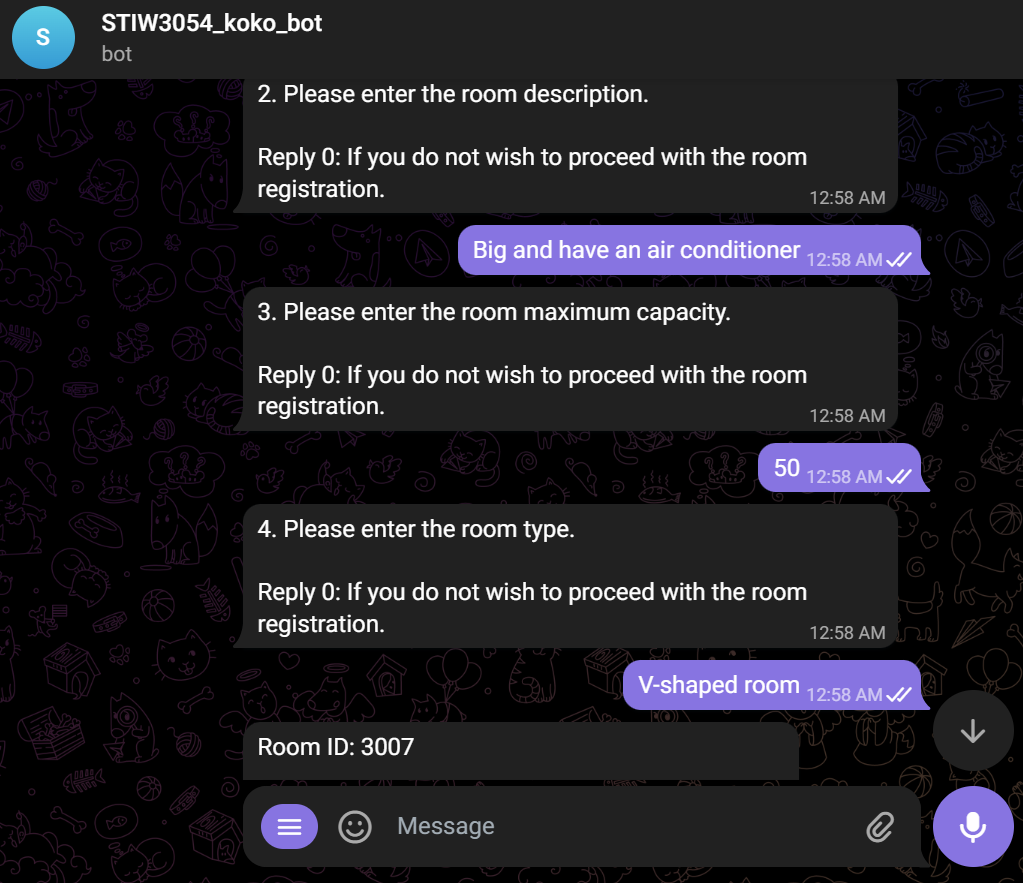 S
STIW3054_koko_bot
bot
2. Please enter the room description.
Reply 0: If you do not wish to proceed with the room
registration.
12:58 AM
Big and have an air conditioner 12:58 AM
3. Please enter the room maximum capacity.
Reply 0: If you do not wish to proceed with the room
registration.
12:58 AM
50 12:58 AM
4. Please enter the room type.
Reply 0: If you do not wish to proceed with the room
registration.
12:58 AM
V-shaped room 12:58 AM
Room ID: 3007
Message